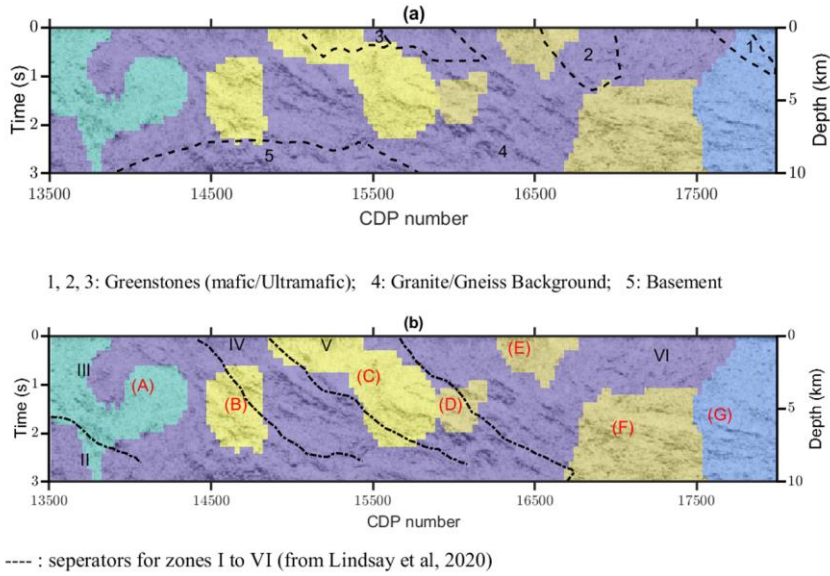 (a)
0 0
3 2 1
1
5
2
5 4
3 10
13500 14500 15500 16500 17500
Time (s)
Depth (km)
CDP number
1, 2, 3: Greenstones (mafic/Ultramafic); 4: Granite/Gneiss Background; 5: Basement
(b)
0 0
IV V (E) VI
III
1
(A) (B) (C) (D) (F) (G)
5
2
II
3 10
13500 14500 15500 16500 17500
Time (s)
Depth (km)
CDP number
---- : seperators for zones I to VI (from Lindsay et al, 2020)